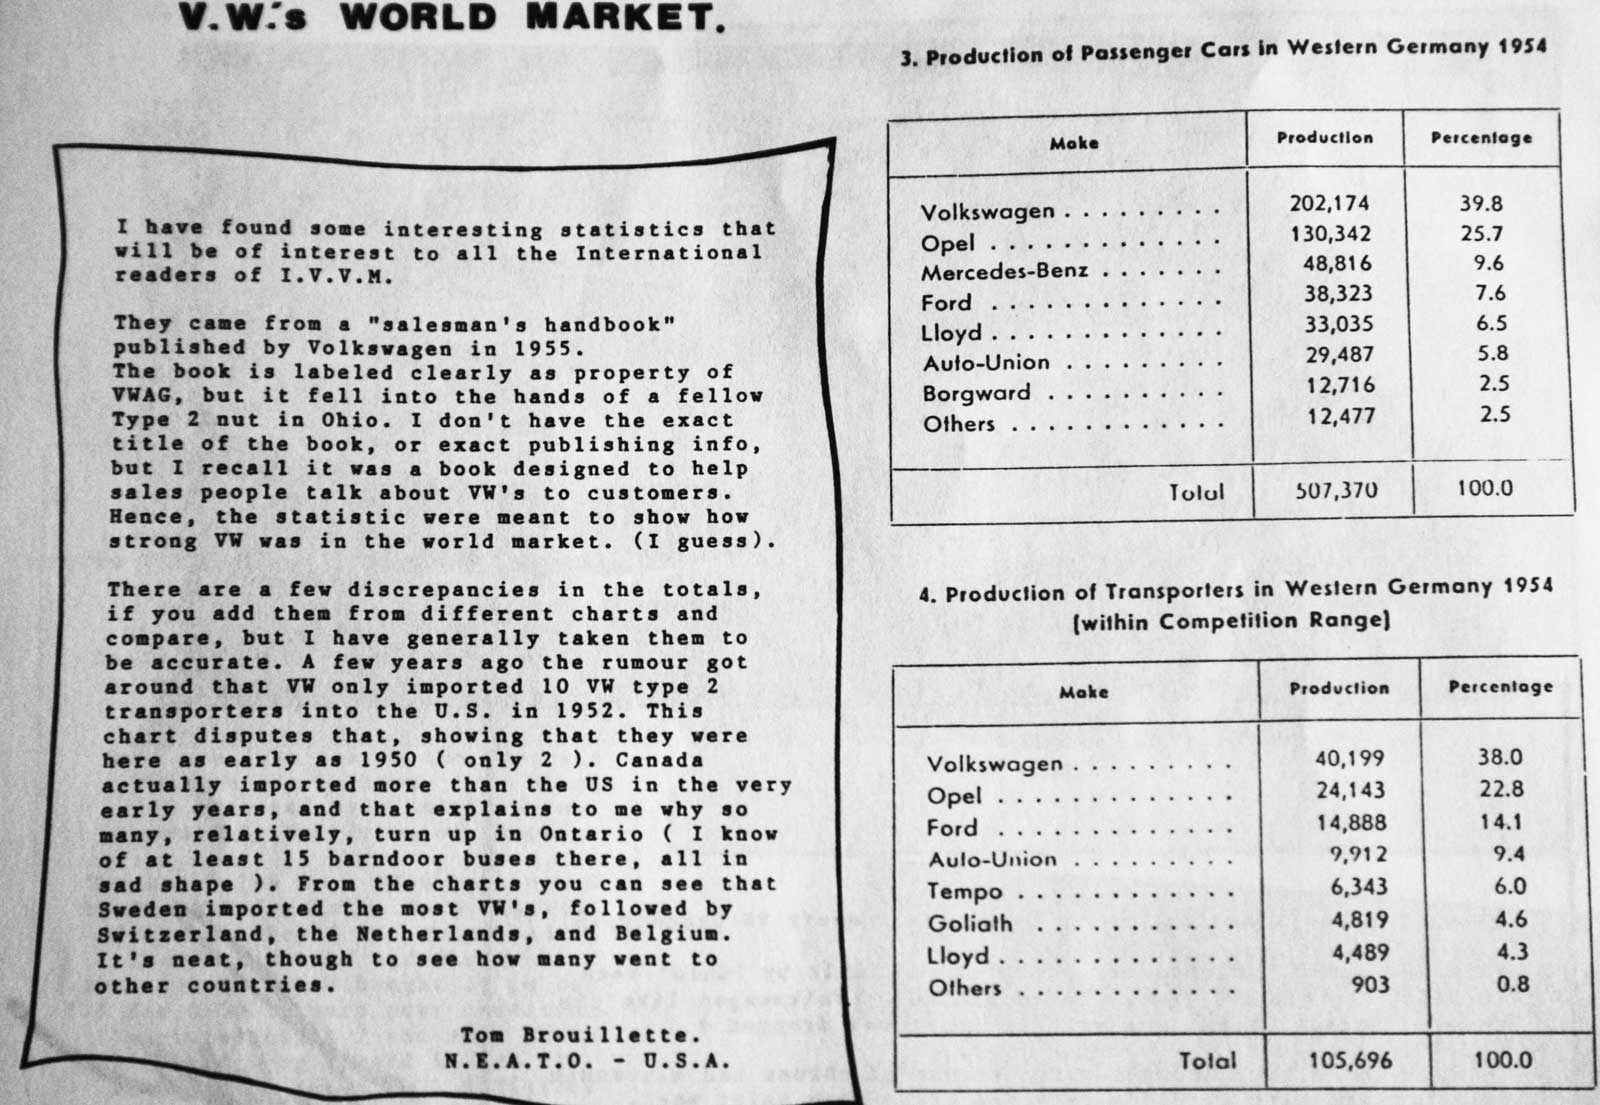 V.W.'s WORLD MARKET.
I have found some interesting statistics that
will be of interest to all the International
readers of I.V.V.M.
They came from a "salesman's handbook"
published by Volkswagen in 1955.
The book is labeled clearly as property of
VWAG, but it fell into the hands of a fellow
Type 2 nut in Ohio. I don't have the exact
title of the book, or exact publishing info,
but I recall it was a book designed to help
sales people talk about VW's to customers.
Hence, the statistic were meant to show how
strong VW was in the world market. (I guess).
There are a few discrepancies in the totals,
if you add them from different charts and
compare, but I have generally taken them to
be accurate. A few years ago the rumour got
around that VW only imported 10 VW type 2
transporters into the U.S. in 1952. This
chart disputes that, showing that they were
here as early as 1950 ( only 2 ). Canada
actually imported more than the US in the very
early years, and that explains to me why so
many, relatively, turn up in Ontario ( I know
of at least 15 barndoor buses there, all in
sad shape ). From the charts you can see that
Sweden imported the most VW's, followed by
Switzerland, the Netherlands, and Belgium.
It's neat, though to see how many went to
other countries.
Tom Brouillette.
N.E.A.T.O. - U.S.A.
3. Production of Passenger Cars in Western Germany 1954
Make Production Percentage
Volkswagen . . . . . . . . . 202,174 39.8
Opel . . . . . . . . . . . . . 130,342 25.7
Mercedes-Benz . . . . . . . 48,816 9.6
Ford . . . . . . . . . . . . . 38,323 7.6
Lloyd . . . . . . . . . . . . . 33,035 6.5
Auto-Union . . . . . . . . . 29,487 5.8
Borgward . . . . . . . . . . 12,716 2.5
Others . . . . . . . . . . . . 12,477 2.5
Total 507,370 100.0
4. Production of Transporters in Western Germany 1954
(within Competition Range)
Make Production Percentage
Volkswagen . . . . . . . . . 40,199 38.0
Opel . . . . . . . . . . . . . 24,143 22.8
Ford . . . . . . . . . . . . . 14,888 14.1
Auto-Union . . . . . . . . . 9,912 9.4
Tempo . . . . . . . . . . . . 6,343 6.0
Goliath . . . . . . . . . . . 4,819 4.6
Lloyd . . . . . . . . . . . . . 4,489 4.3
Others . . . . . . . . . . . . 903 0.8
Total 105,696 100.0